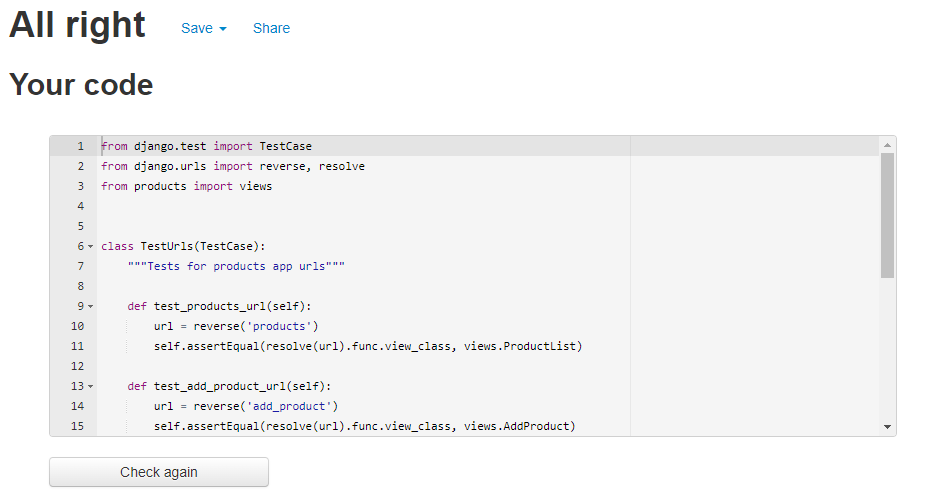 All right Save Share
Your code
1 from django.test import TestCase
2 from django.urls import reverse, resolve
3 from products import views
4
5
6 class TestUrls(TestCase):
7     """Tests for products app urls"""
8
9     def test_products_url(self):
10         url = reverse('products')
11         self.assertEqual(resolve(url).func.view_class, views.ProductList)
12
13     def test_add_product_url(self):
14         url = reverse('add_product')
15         self.assertEqual(resolve(url).func.view_class, views.AddProduct)
Check again